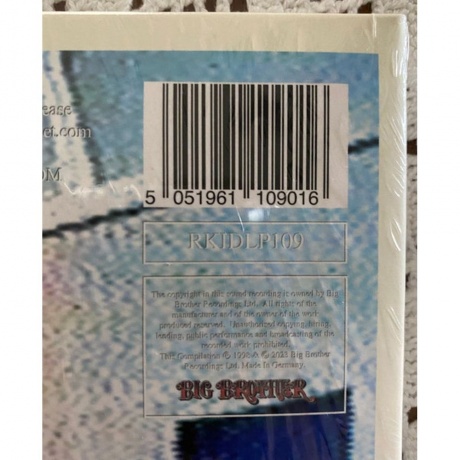 ease
et.com
OM
5 051961 109016
RKIDLP109
The copyright in this sound recording is owned by Big
Brother Recordings Ltd. All rights of the
manufacturer and of the owner of the work
produced reserved. Unauthorised copying, hiring,
lending, public performance and broadcasting of the
recorded work prohibited.
This Compilation ℗ 1998 & © 2023 Big Brother
Recordings Ltd. Made In Germany.
BIG BROTHER